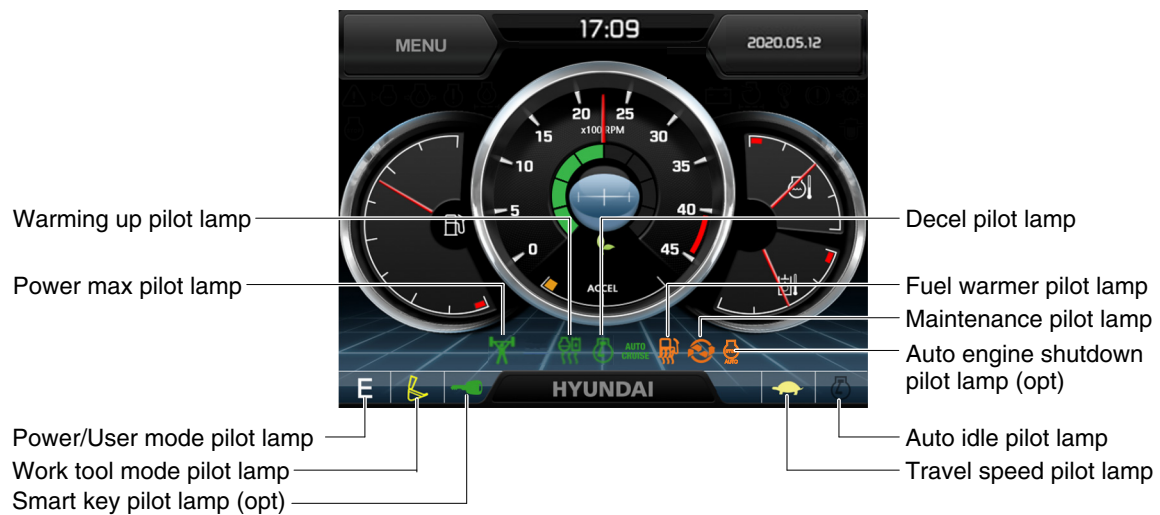 MENU
17:09
2020.05.12
20
25
x100 RPM
15
30
10
35
5
40
0
45
ACCEL
Warming up pilot lamp
Decel pilot lamp
Power max pilot lamp
Fuel warmer pilot lamp
Maintenance pilot lamp
AUTO
CRUISE
AUTO
Auto engine shutdown
pilot lamp (opt)
E
HYUNDAI
Power/User mode pilot lamp
Auto idle pilot lamp
Work tool mode pilot lamp
Travel speed pilot lamp
Smart key pilot lamp (opt)